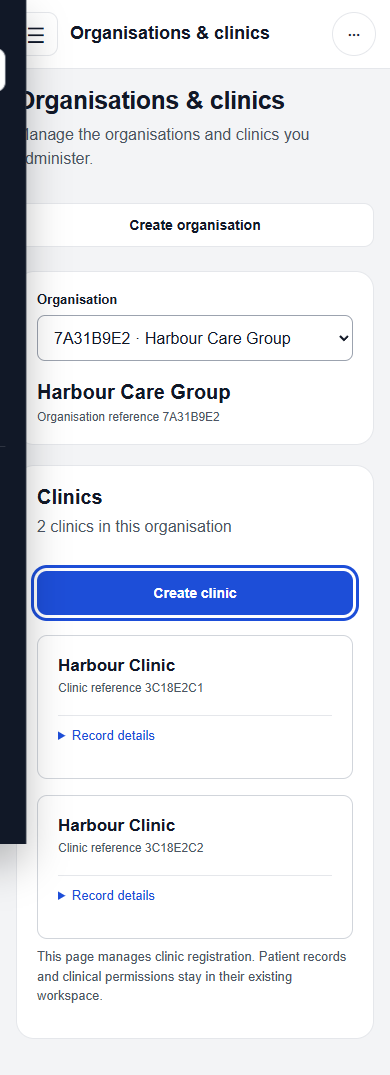 Organisations & clinics
...
Organisations & clinics
Manage the organisations and clinics you
administer.
Create organisation
Organisation
7A31B9E2 · Harbour Care Group
Harbour Care Group
Organisation reference 7A31B9E2
Clinics
2 clinics in this organisation
Create clinic
Harbour Clinic
Clinic reference 3C18E2C1
Record details
Harbour Clinic
Clinic reference 3C18E2C2
Record details
This page manages clinic registration. Patient records
and clinical permissions stay in their existing
workspace.